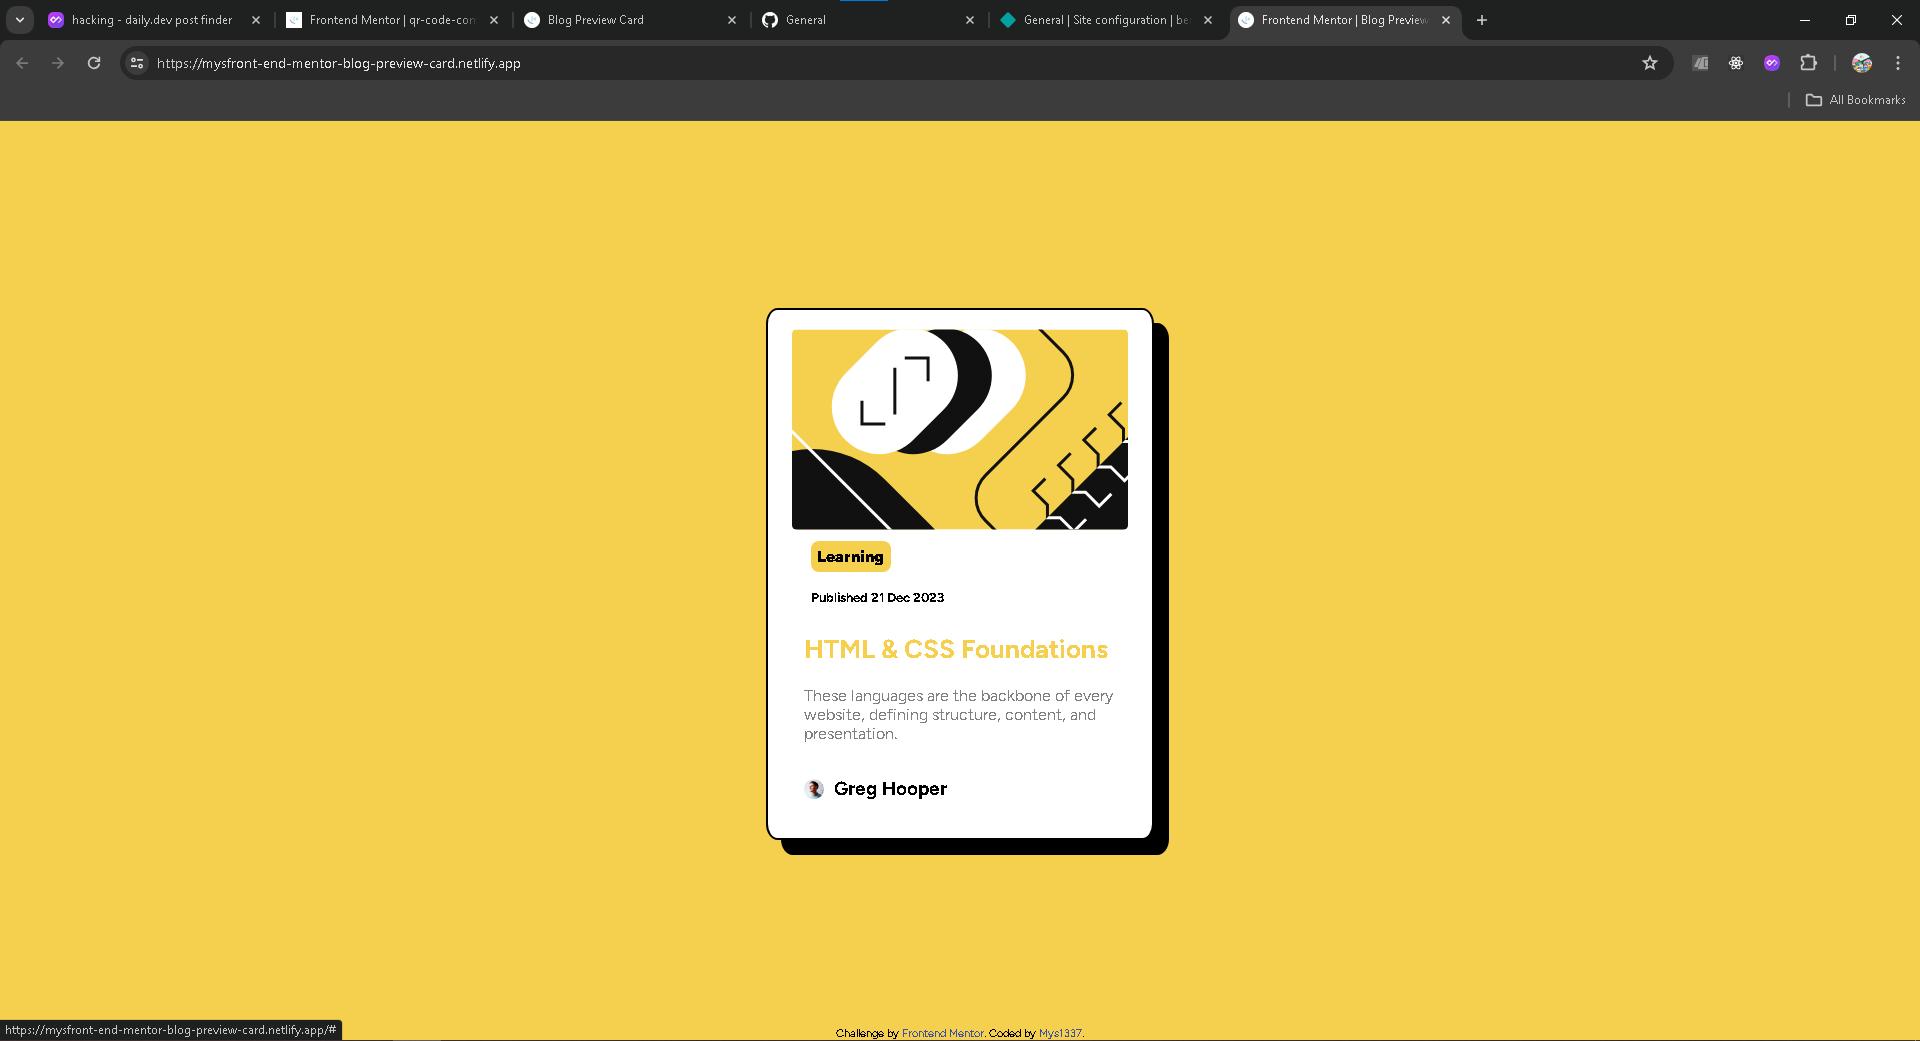 hacking - daily.dev post finder
Frontend Mentor | qr-code-con
Blog Preview Card
General
General | Site configuration | be
Frontend Mentor | Blog Preview
https://mysfront-end-mentor-blog-preview-card.netlify.app
All Bookmarks
Learning
Published 21 Dec 2023
HTML & CSS Foundations
These languages are the backbone of every
website, defining structure, content, and
presentation.
Greg Hooper
https://mysfront-end-mentor-blog-preview-card.netlify.app/#
Challenge by Frontend Mentor. Coded by Mys1337.